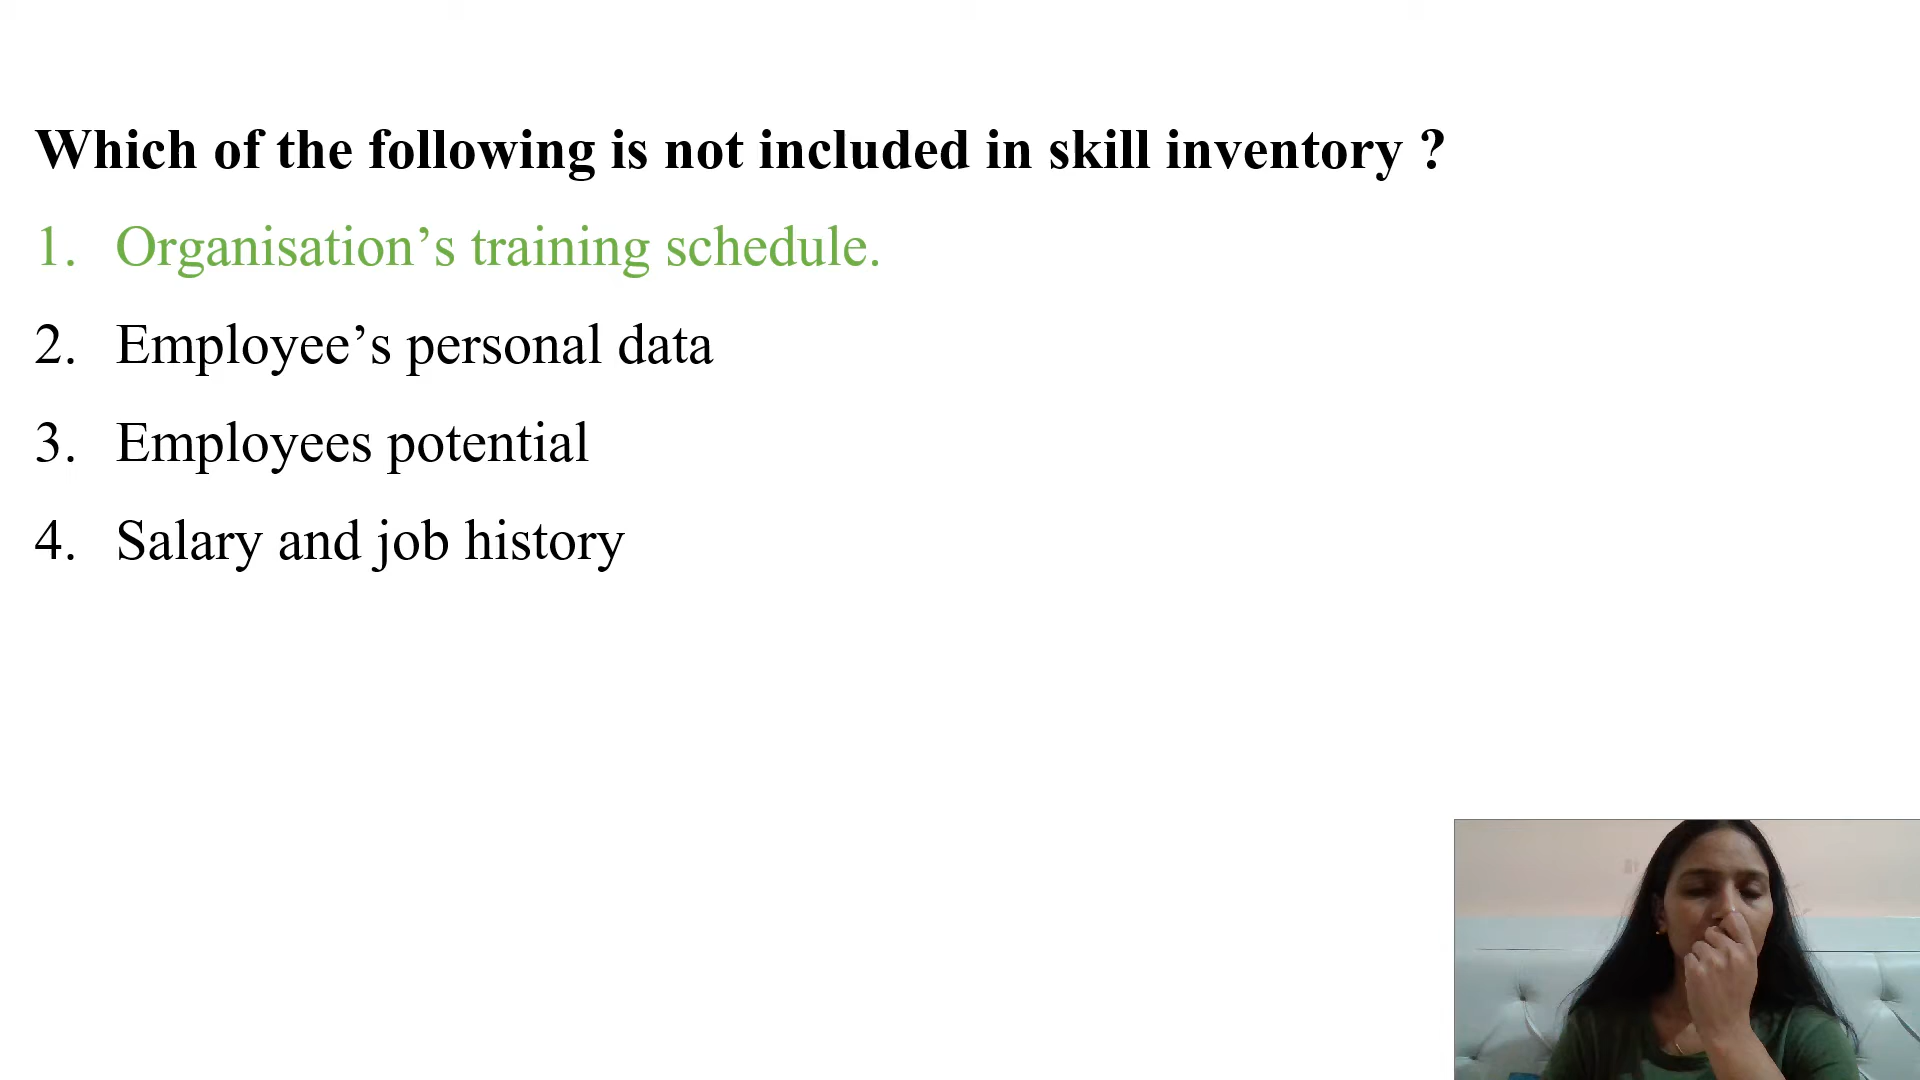 Which of the following is not included in skill inventory ?
1. Organisation’s training schedule.
2. Employee’s personal data
3. Employees potential
4. Salary and job history